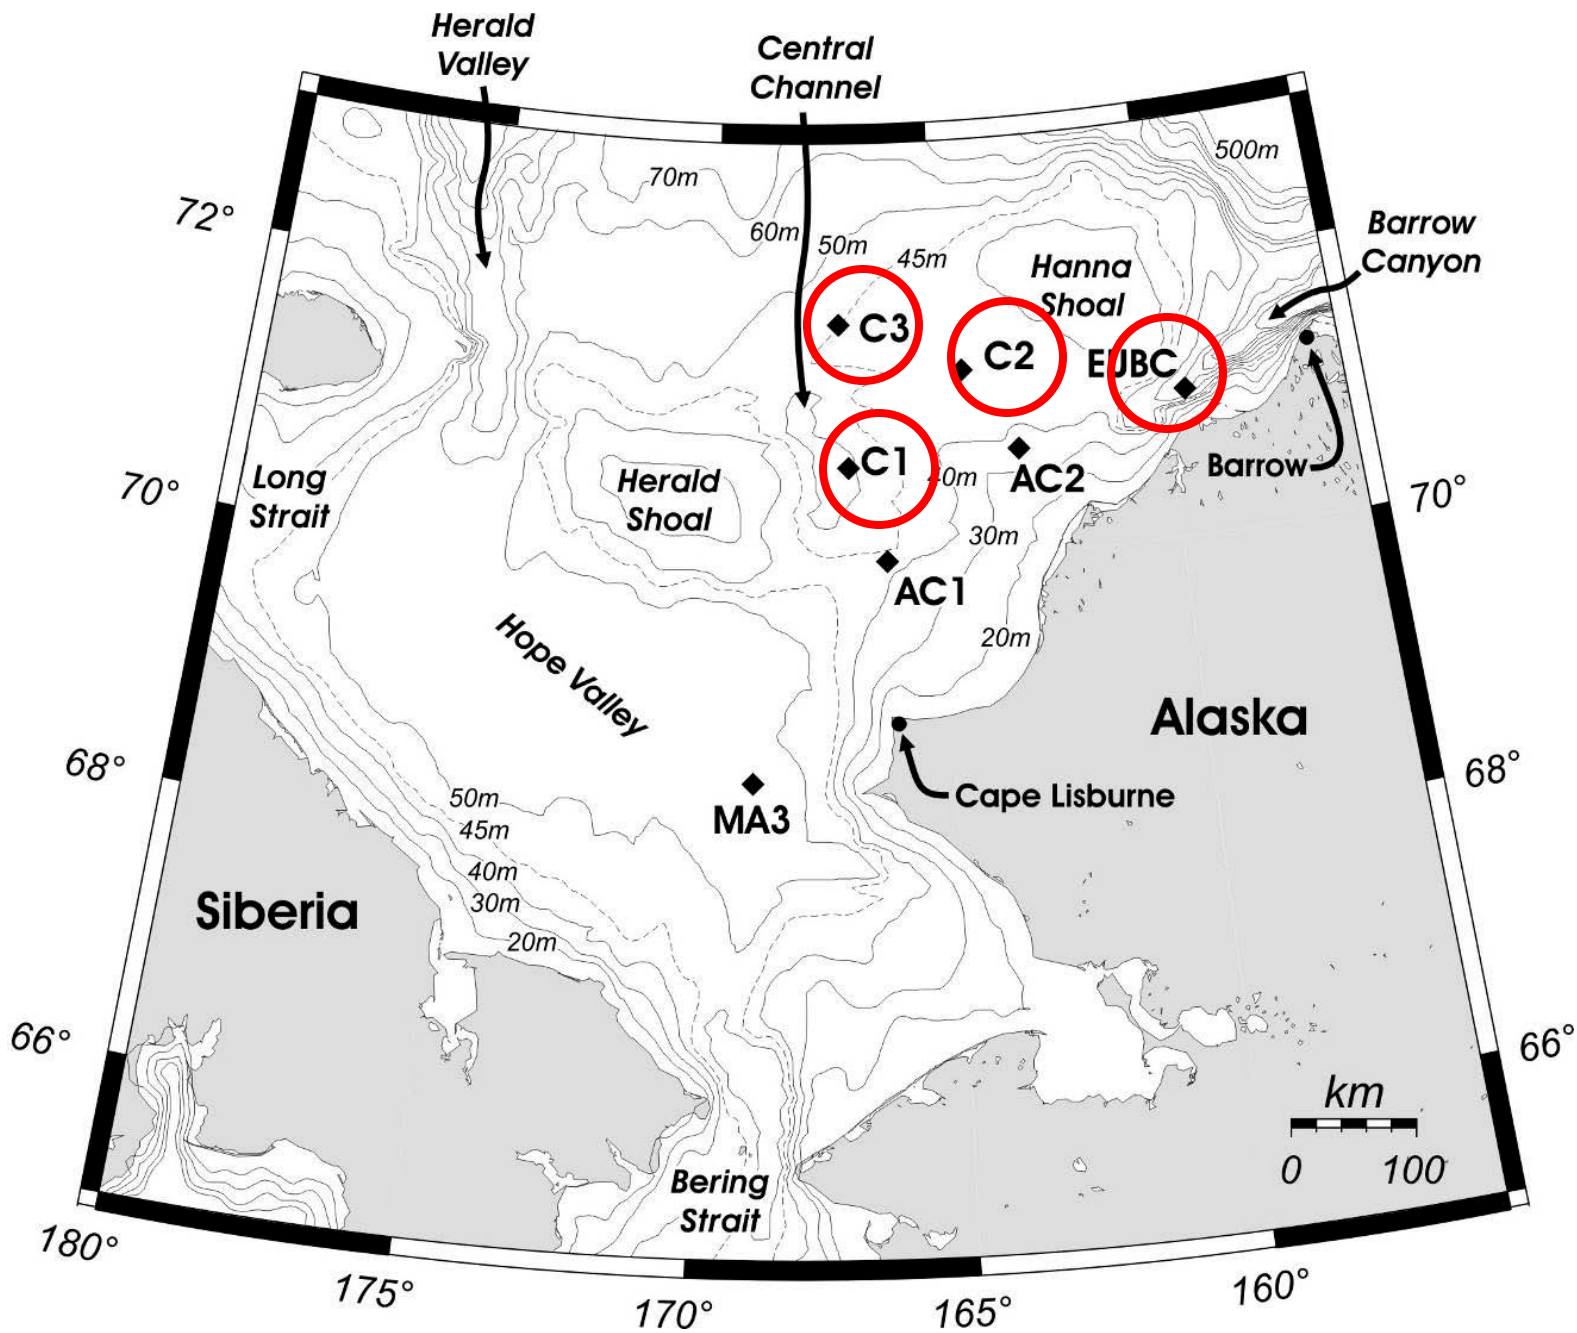 Herald
Valley
Central
Channel
500m
70m
72°
Barrow
Canyon
60m
50m
45m
Hanna
Shoal
C3
C2
EUBC
Long
Strait
70°
Herald
Shoal
C1
40m
AC2
Barrow
70°
30m
AC1
20m
Hope Valley
Alaska
68°
68°
Cape Lisburne
50m
MA3
45m
40m
30m
20m
Siberia
66°
66°
km
0 100
Bering
Strait
180°
175°
170°
165°
160°